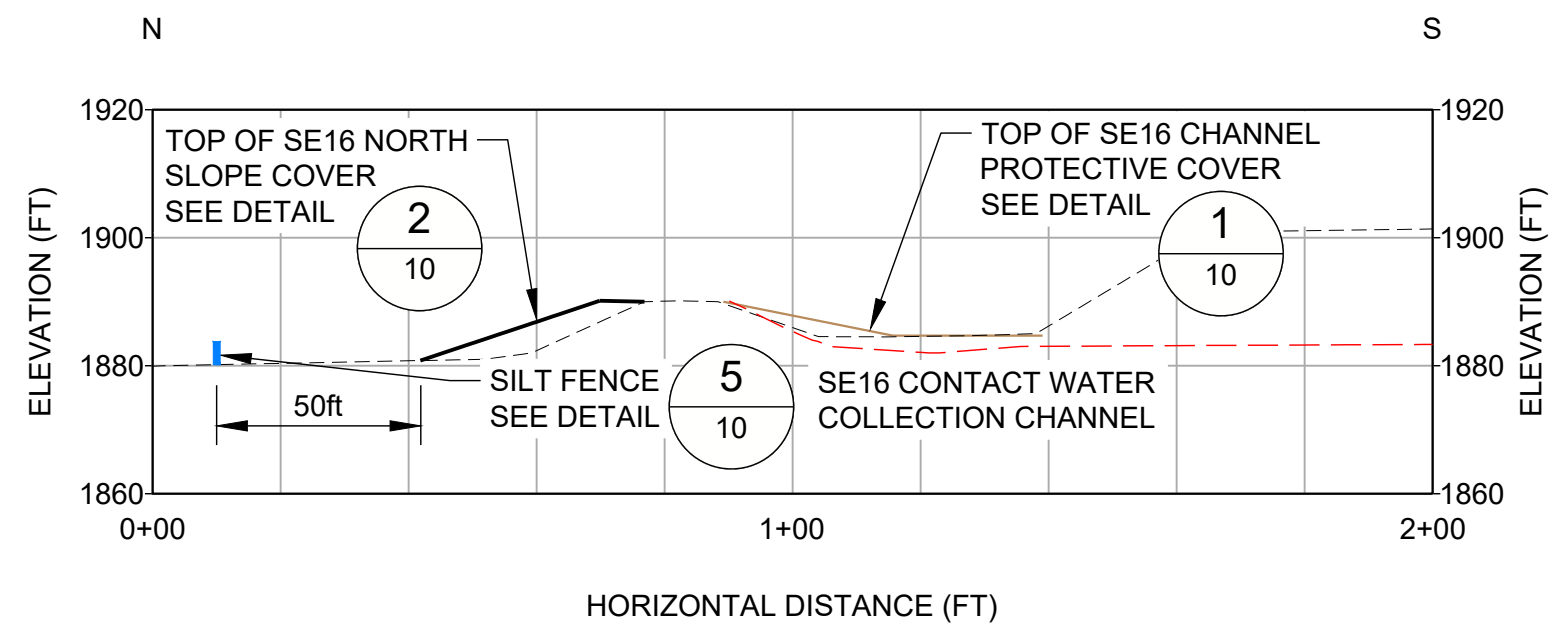 N
S
1920
1920
TOP OF SE16 NORTH
SLOPE COVER
SEE DETAIL
2
10
TOP OF SE16 CHANNEL
PROTECTIVE COVER
SEE DETAIL
1
10
1900
1900
ELEVATION (FT)
ELEVATION (FT)
1880
1880
50ft
SILT FENCE
SEE DETAIL
5
10
SE16 CONTACT WATER
COLLECTION CHANNEL
1860
1860
0+00
1+00
2+00
HORIZONTAL DISTANCE (FT)